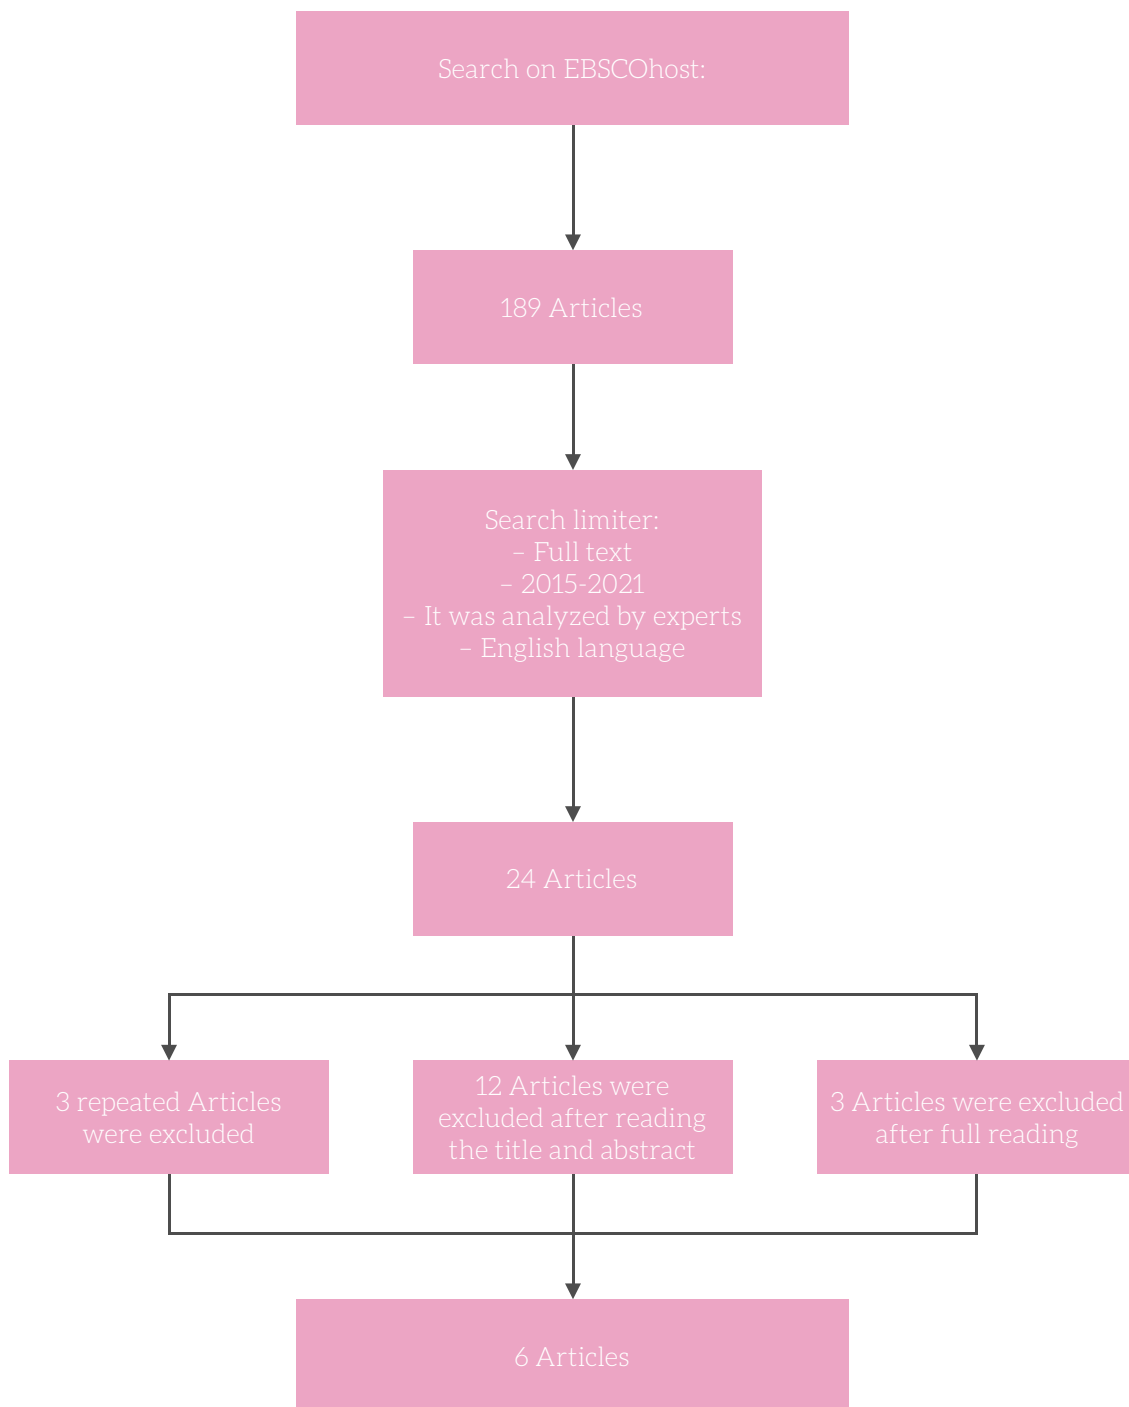 Search on EBSCOhost:
189 Articles
Search limiter:
– Full text
– 2015-2021
– It was analyzed by experts
– English language
24 Articles
3 repeated Articles
were excluded
12 Articles were
excluded after reading
the title and abstract
3 Articles were excluded
after full reading
6 Articles